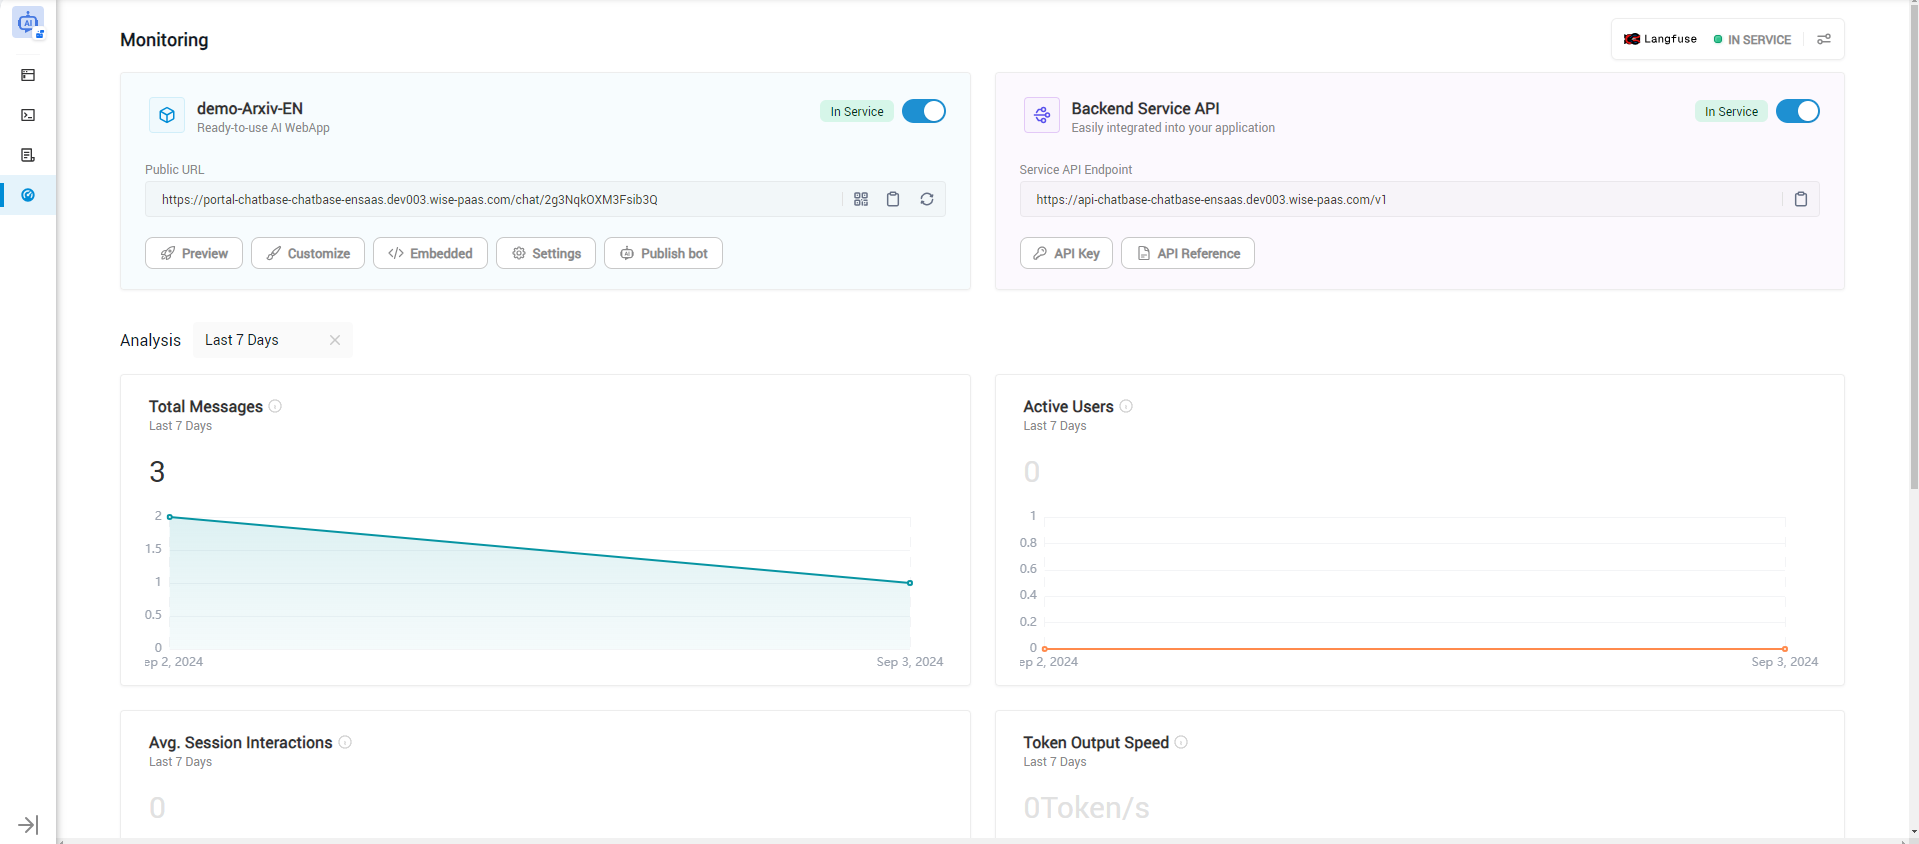 Monitoring
Langfuse IN SERVICE
demo-Arxiv-EN
Ready-to-use AI WebApp
In Service
Public URL
https://portal-chatbase-chatbase-ensaas.dev003.wise-paas.com/chat/2g3NqkOXM3Fsib3Q
Preview Customize Embedded Settings Publish bot
Backend Service API
Easily integrated into your application
In Service
Service API Endpoint
https://api-chatbase-chatbase-ensaas.dev003.wise-paas.com/v1
API Key API Reference
Analysis Last 7 Days
Total Messages
Last 7 Days
3
2
1.5
1
0.5
0
ep 2, 2024 Sep 3, 2024
Active Users
Last 7 Days
0
1
0.8
0.6
0.4
0.2
0
ep 2, 2024 Sep 3, 2024
Avg. Session Interactions
Last 7 Days
0
Token Output Speed
Last 7 Days
0Token/s